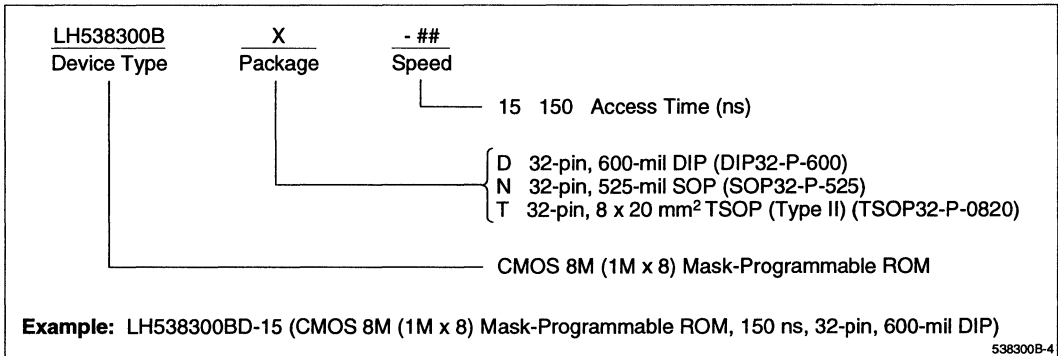 LH538300B X - ##
Device Type Package Speed
15 150 Access Time (ns)
D 32-pin, 600-mil DIP (DIP32-P-600)
N 32-pin, 525-mil SOP (SOP32-P-525)
T 32-pin, 8 x 20 mm² TSOP (Type II) (TSOP32-P-0820)
CMOS 8M (1M x 8) Mask-Programmable ROM
Example: LH538300BD-15 (CMOS 8M (1M x 8) Mask-Programmable ROM, 150 ns, 32-pin, 600-mil DIP)
538300B-4